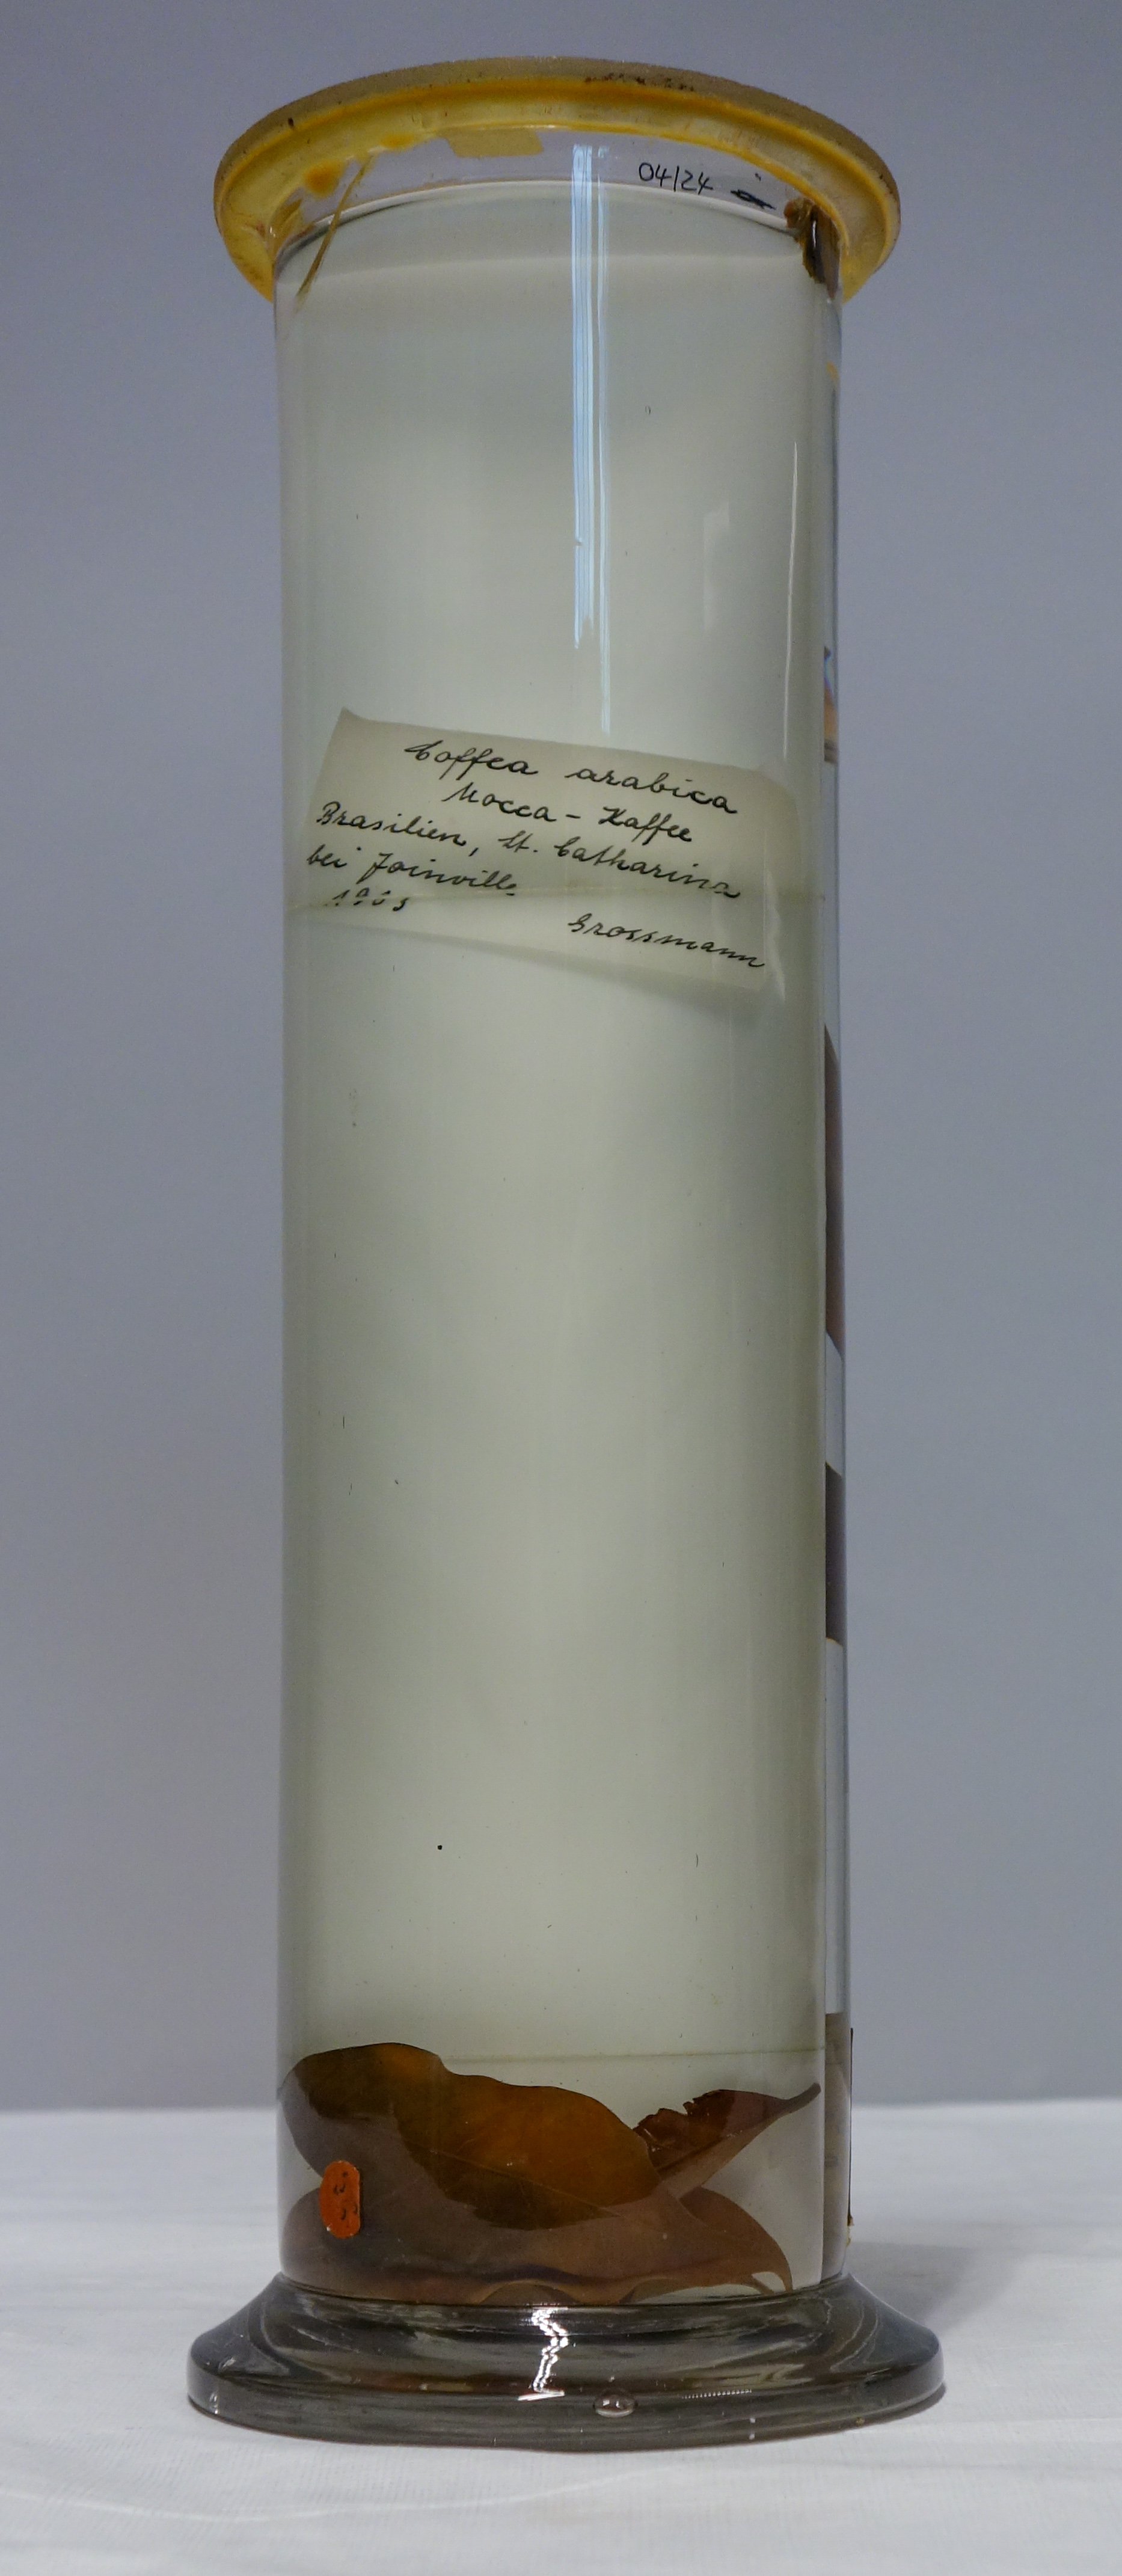 04/24
Coffea arabica
Mocca - Kaffee
Brasilien, St. Catharina
bei Joinville
Grossmann